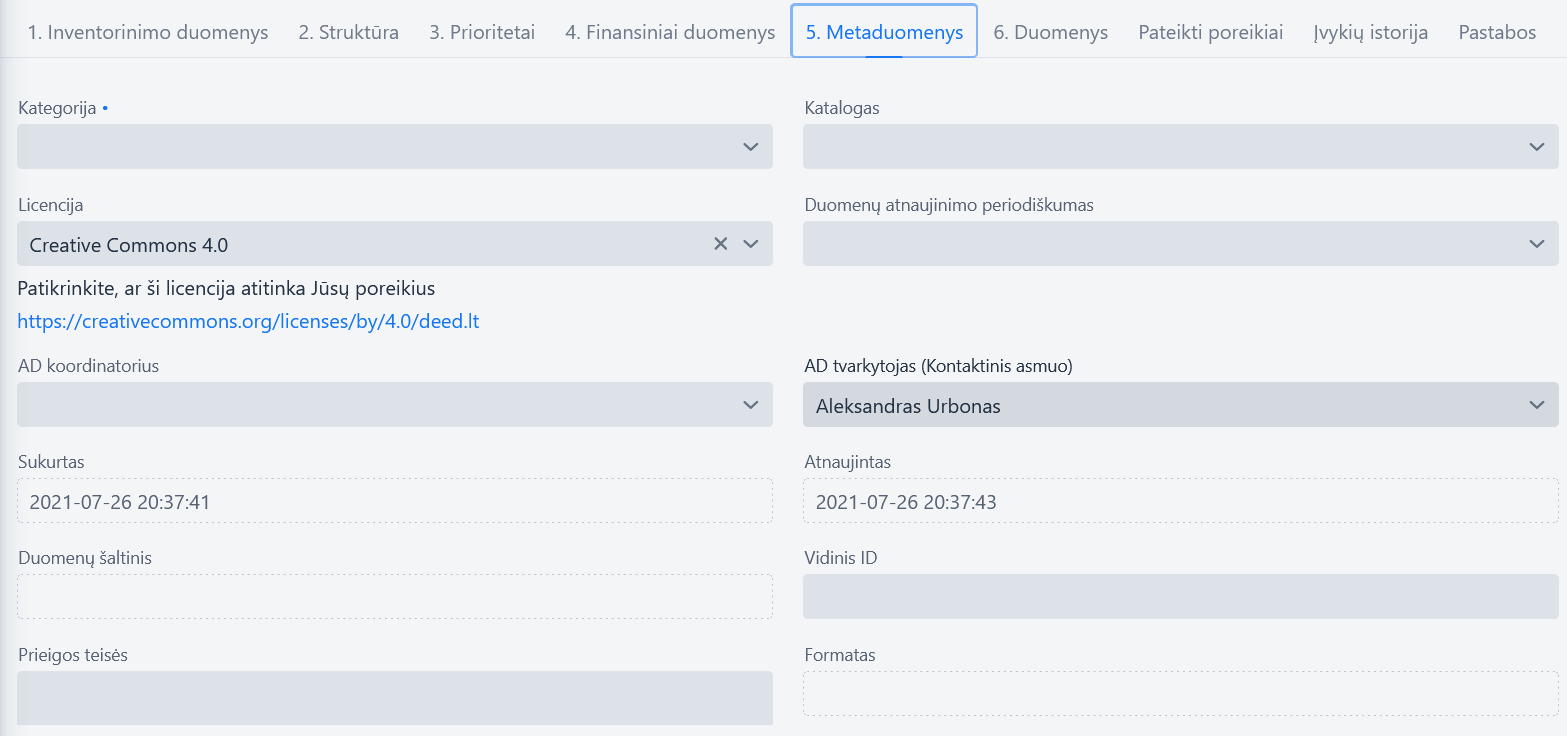 1. Inventorinimo duomenys 2. Struktūra 3. Prioritetai 4. Finansiniai duomenys 5. Metaduomenys 6. Duomenys Pateikti poreikiai Įvykių istorija Pastabos
Kategorija • Katalogas
Licencija Duomenų atnaujinimo periodiškumas
Creative Commons 4.0
Patikrinkite, ar ši licencija atitinka Jūsų poreikius
https://creativecommons.org/licenses/by/4.0/deed.lt
AD koordinatorius AD tvarkytojas (Kontaktinis asmuo)
Aleksandras Urbonas
Sukurtas Atnaujintas
2021-07-26 20:37:41 2021-07-26 20:37:43
Duomenų šaltinis Vidinis ID
Prieigos teisės Formatas